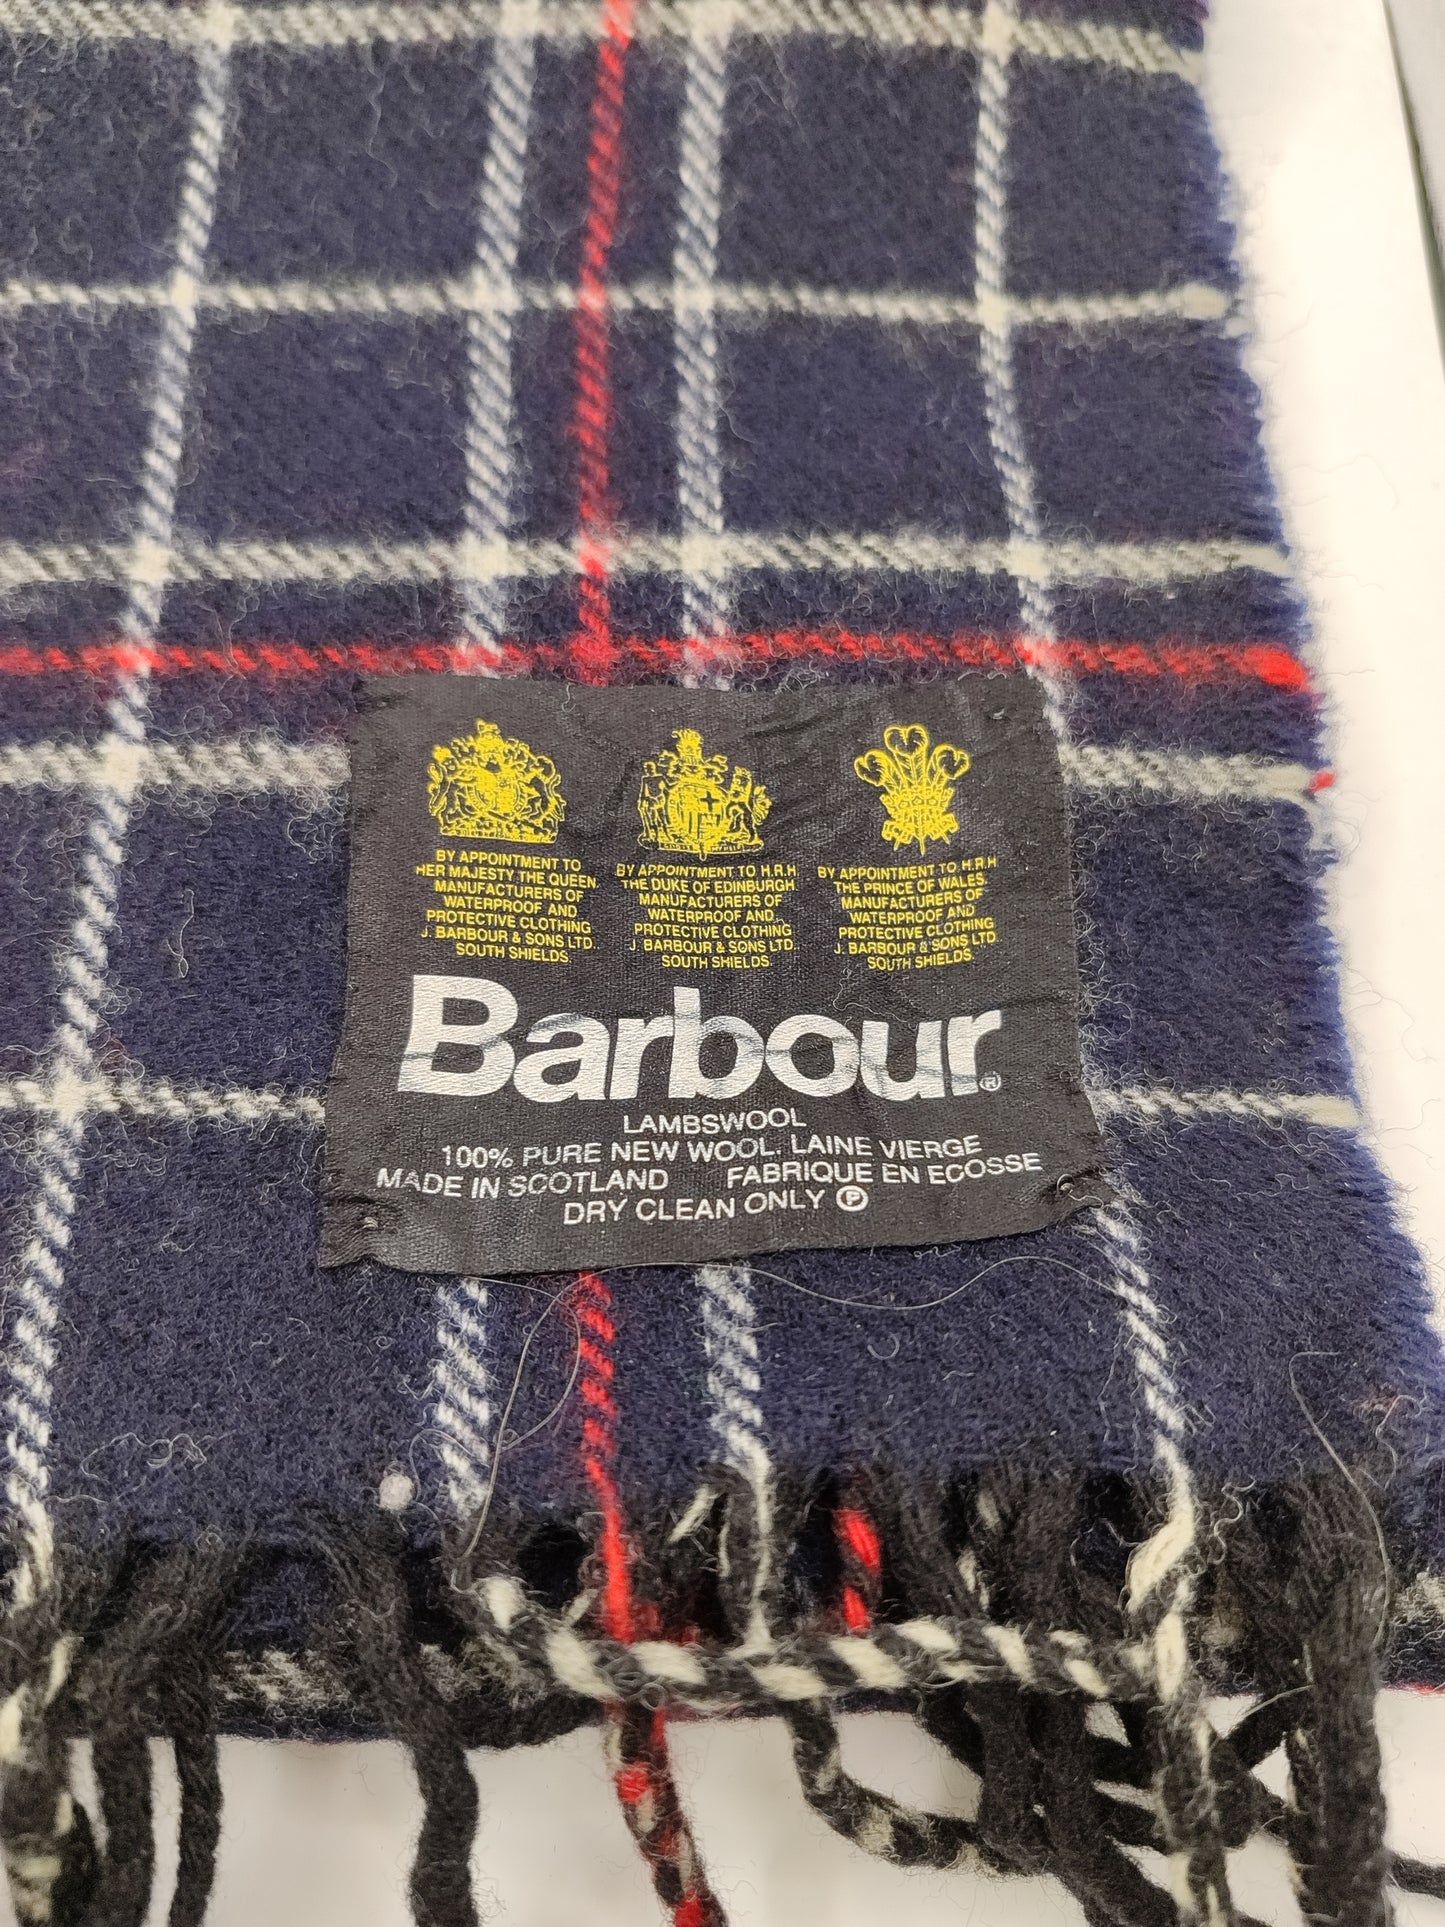 BY APPOINTMENT TO
HER MAJESTY THE QUEEN.
MANUFACTURERS OF
WATERPROOF AND
PROTECTIVE CLOTHING
J. BARBOUR & SONS LTD.
SOUTH SHIELDS.
BY APPOINTMENT TO H.R.H
THE DUKE OF EDINBURGH
MANUFACTURERS OF
WATERPROOF AND
PROTECTIVE CLOTHING
J. BARBOUR & SONS LTD.
SOUTH SHIELDS.
BY APPOINTMENT TO H.R.H
THE PRINCE OF WALES.
MANUFACTURERS OF
WATERPROOF AND
PROTECTIVE CLOTHING
J. BARBOUR & SONS LTD
SOUTH SHIELDS.
Barbour®
LAMBSWOOL
100% PURE NEW WOOL. LAINE VIERGE
MADE IN SCOTLAND FABRIQUE EN ECOSSE
DRY CLEAN ONLY Ⓟ